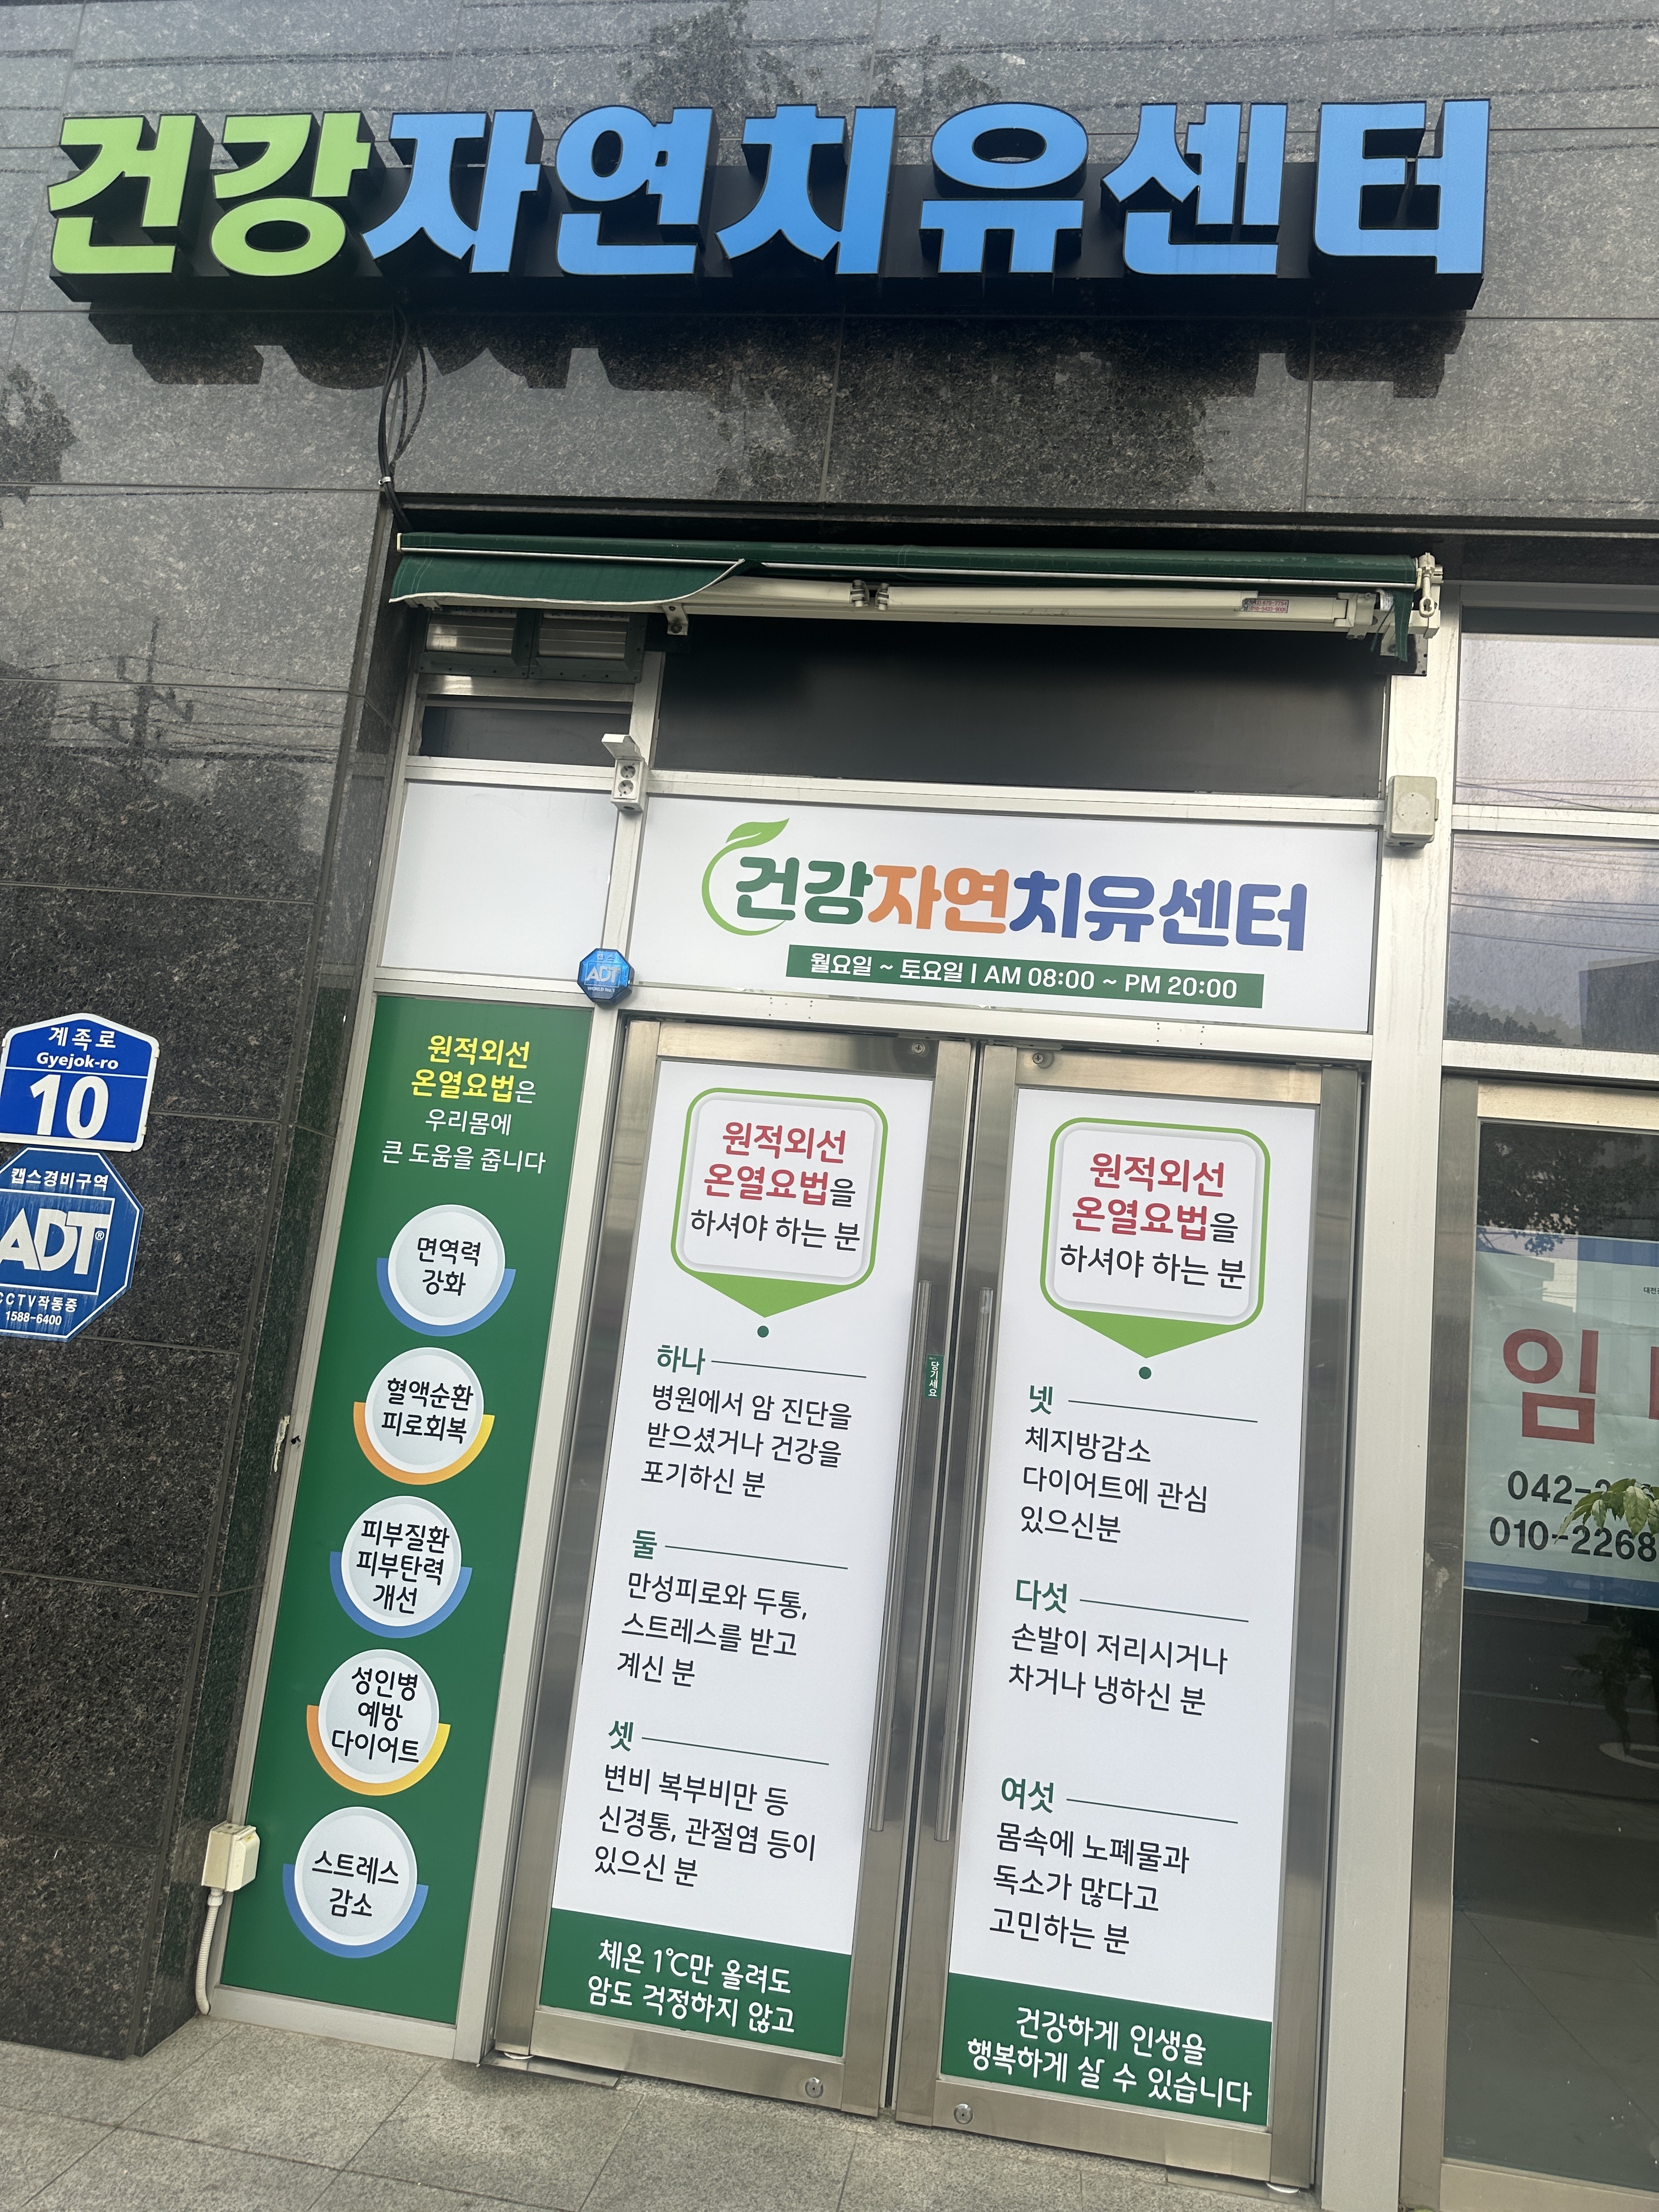 건강자연치유센터
건강자연치유센터
월요일 ~ 토요일 | AM 08:00 ~ PM 20:00
ADT
계족로
Gyejok-ro
10
캡스경비구역
ADT®
CCTV작동중
1588-6400
원적외선
온열요법은
우리몸에
큰 도움을 줍니다
면역력
강화
혈액순환
피로회복
피부질환
피부탄력
개선
성인병
예방
다이어트
스트레스
감소
원적외선
온열요법을
하셔야 하는 분
하나
병원에서 암 진단을
받으셨거나 건강을
포기하신 분
둘
만성피로와 두통,
스트레스를 받고
계신 분
셋
변비 복부비만 등
신경통, 관절염 등이
있으신 분
체온 1℃만 올려도
암도 걱정하지 않고
당기세요
원적외선
온열요법을
하셔야 하는 분
넷
체지방감소
다이어트에 관심
있으신분
다섯
손발이 저리시거나
차거나 냉하신 분
여섯
몸속에 노폐물과
독소가 많다고
고민하는 분
건강하게 인생을
행복하게 살 수 있습니다
임
042-2
010-2268